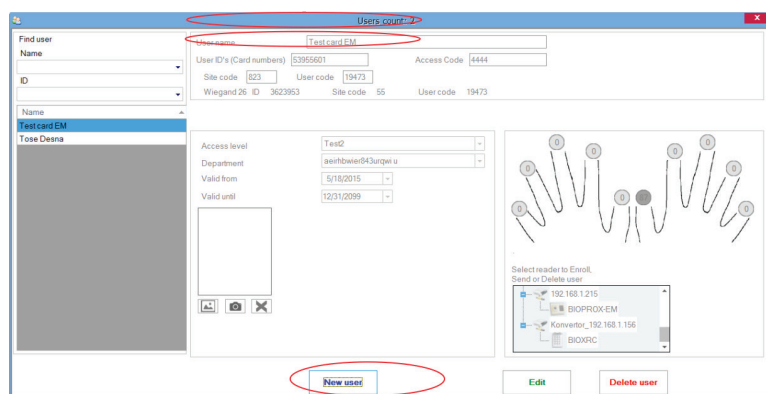 Users count: 2
x
Find user
Name
ID
Name
Test card EM
Tose Desna
User name Test card EM
User ID's (Card numbers) 53955601 Access Code 4444
Site code 823 User code 19473
Wiegand 26 ID 3623953 Site code 55 User code 19473
Access level Test2
Department aeirhbwier843urqwi u
Valid from 5/18/2015
Valid until 12/31/2099
0 0 0 0
0 0
0 0
0 0
Select reader to Enroll,
Send or Delete user
192.168.1.215
BIOPROX-EM
Konvertor_192.168.1.156
BIOXRC
New user Edit Delete user